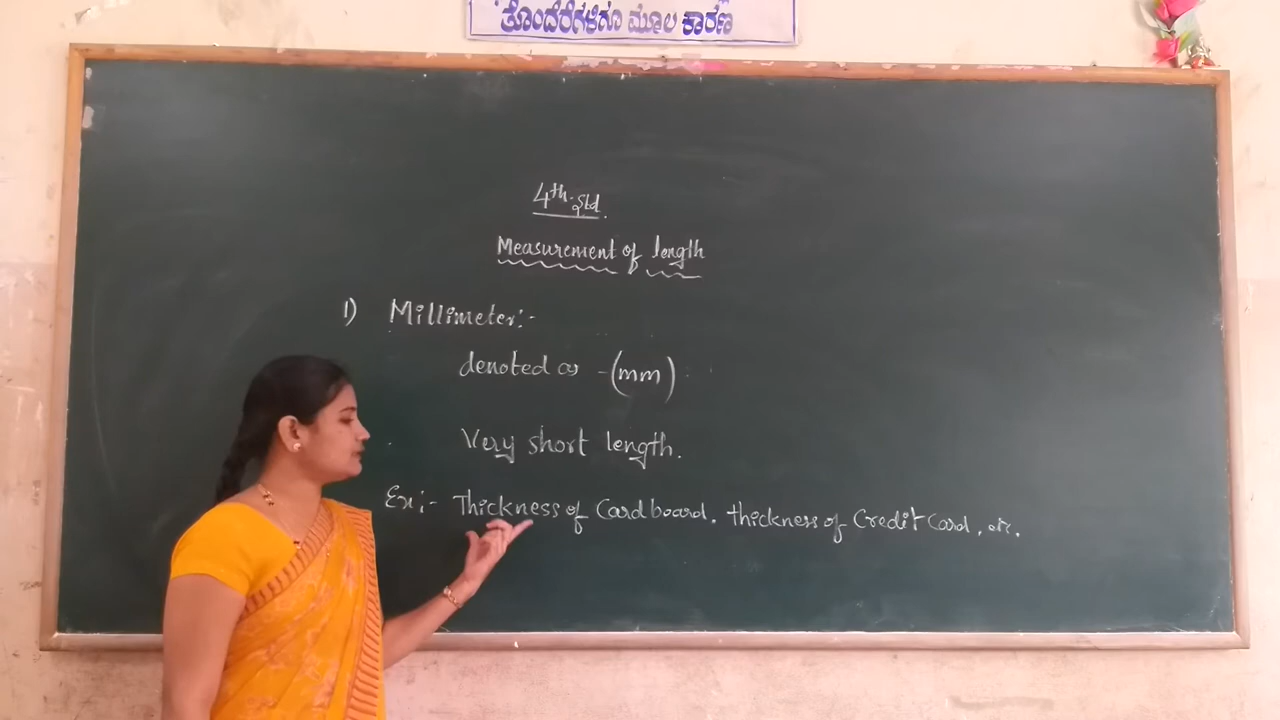 ತೊಂದರೆಗಳಿಗೂ ಮೂಲ ಕಾರಣ
4th. Std.
Measurement of length
1) Millimeter:-
denoted as -(mm)
Very short length.
Ex:- Thickness of Cardboard. thickness of Credit Card, etc.